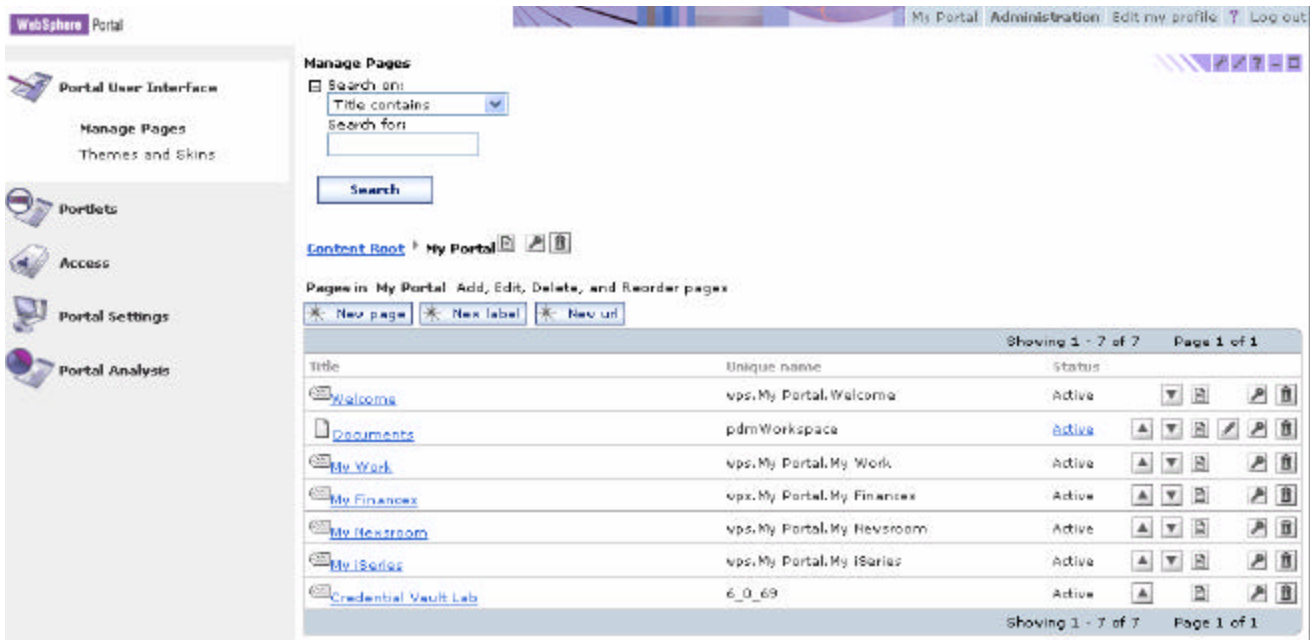 WebSphere Portal
My Portal Administration Edit my profile ? Log out
Portal User Interface
Manage Pages
Themes and Skins
Portlets
Access
Portal Settings
Portal Analysis
Manage Pages
Search on:
Title contains
Search for:
Search
Content Root My Portal
Pages in My Portal Add, Edit, Delete, and Reorder pages
New page New label New url
Showing 1 - 7 of 7 Page 1 of 1
Title Unique name Status
Welcome wps.My Portal.Welcome Active
Documents pdmWorkspace Active
My Work wps.My Portal.My Work Active
My Finances wps.My Portal.My Finances Active
My Newsroom wps.My Portal.My Newsroom Active
My iSeries wps.My Portal.My iSeries Active
Credential Vault Lab 6_0_69 Active
Showing 1 - 7 of 7 Page 1 of 1